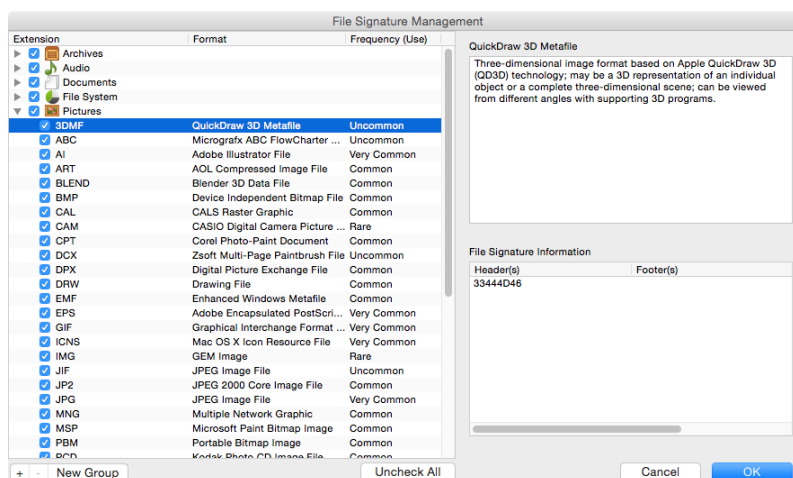 File Signature Management
Extension Format Frequency (Use)
Archives
Audio
Documents
File System
Pictures
3DMF QuickDraw 3D Metafile Uncommon
ABC Micrografx ABC FlowCharter ... Uncommon
AI Adobe Illustrator File Very Common
ART AOL Compressed Image File Common
BLEND Blender 3D Data File Common
BMP Device Independent Bitmap File Common
CAL CALS Raster Graphic Common
CAM CASIO Digital Camera Picture ... Rare
CPT Corel Photo-Paint Document Common
DCX Zsoft Multi-Page Paintbrush File Uncommon
DPX Digital Picture Exchange File Common
DRW Drawing File Common
EMF Enhanced Windows Metafile Common
EPS Adobe Encapsulated PostScri... Very Common
GIF Graphical Interchange Format ... Very Common
ICNS Mac OS X Icon Resource File Very Common
IMG GEM Image Rare
JIF JPEG Image File Uncommon
JP2 JPEG 2000 Core Image File Common
JPG JPEG Image File Very Common
MNG Multiple Network Graphic Common
MSP Microsoft Paint Bitmap Image Common
PBM Portable Bitmap Image Common
PCD Kodak Photo CD Image File Common
+ - New Group Uncheck All
QuickDraw 3D Metafile
Three-dimensional image format based on Apple QuickDraw 3D
(QD3D) technology; may be a 3D representation of an individual
object or a complete three-dimensional scene; can be viewed
from different angles with supporting 3D programs.
File Signature Information
Header(s) Footer(s)
33444D46
Cancel OK